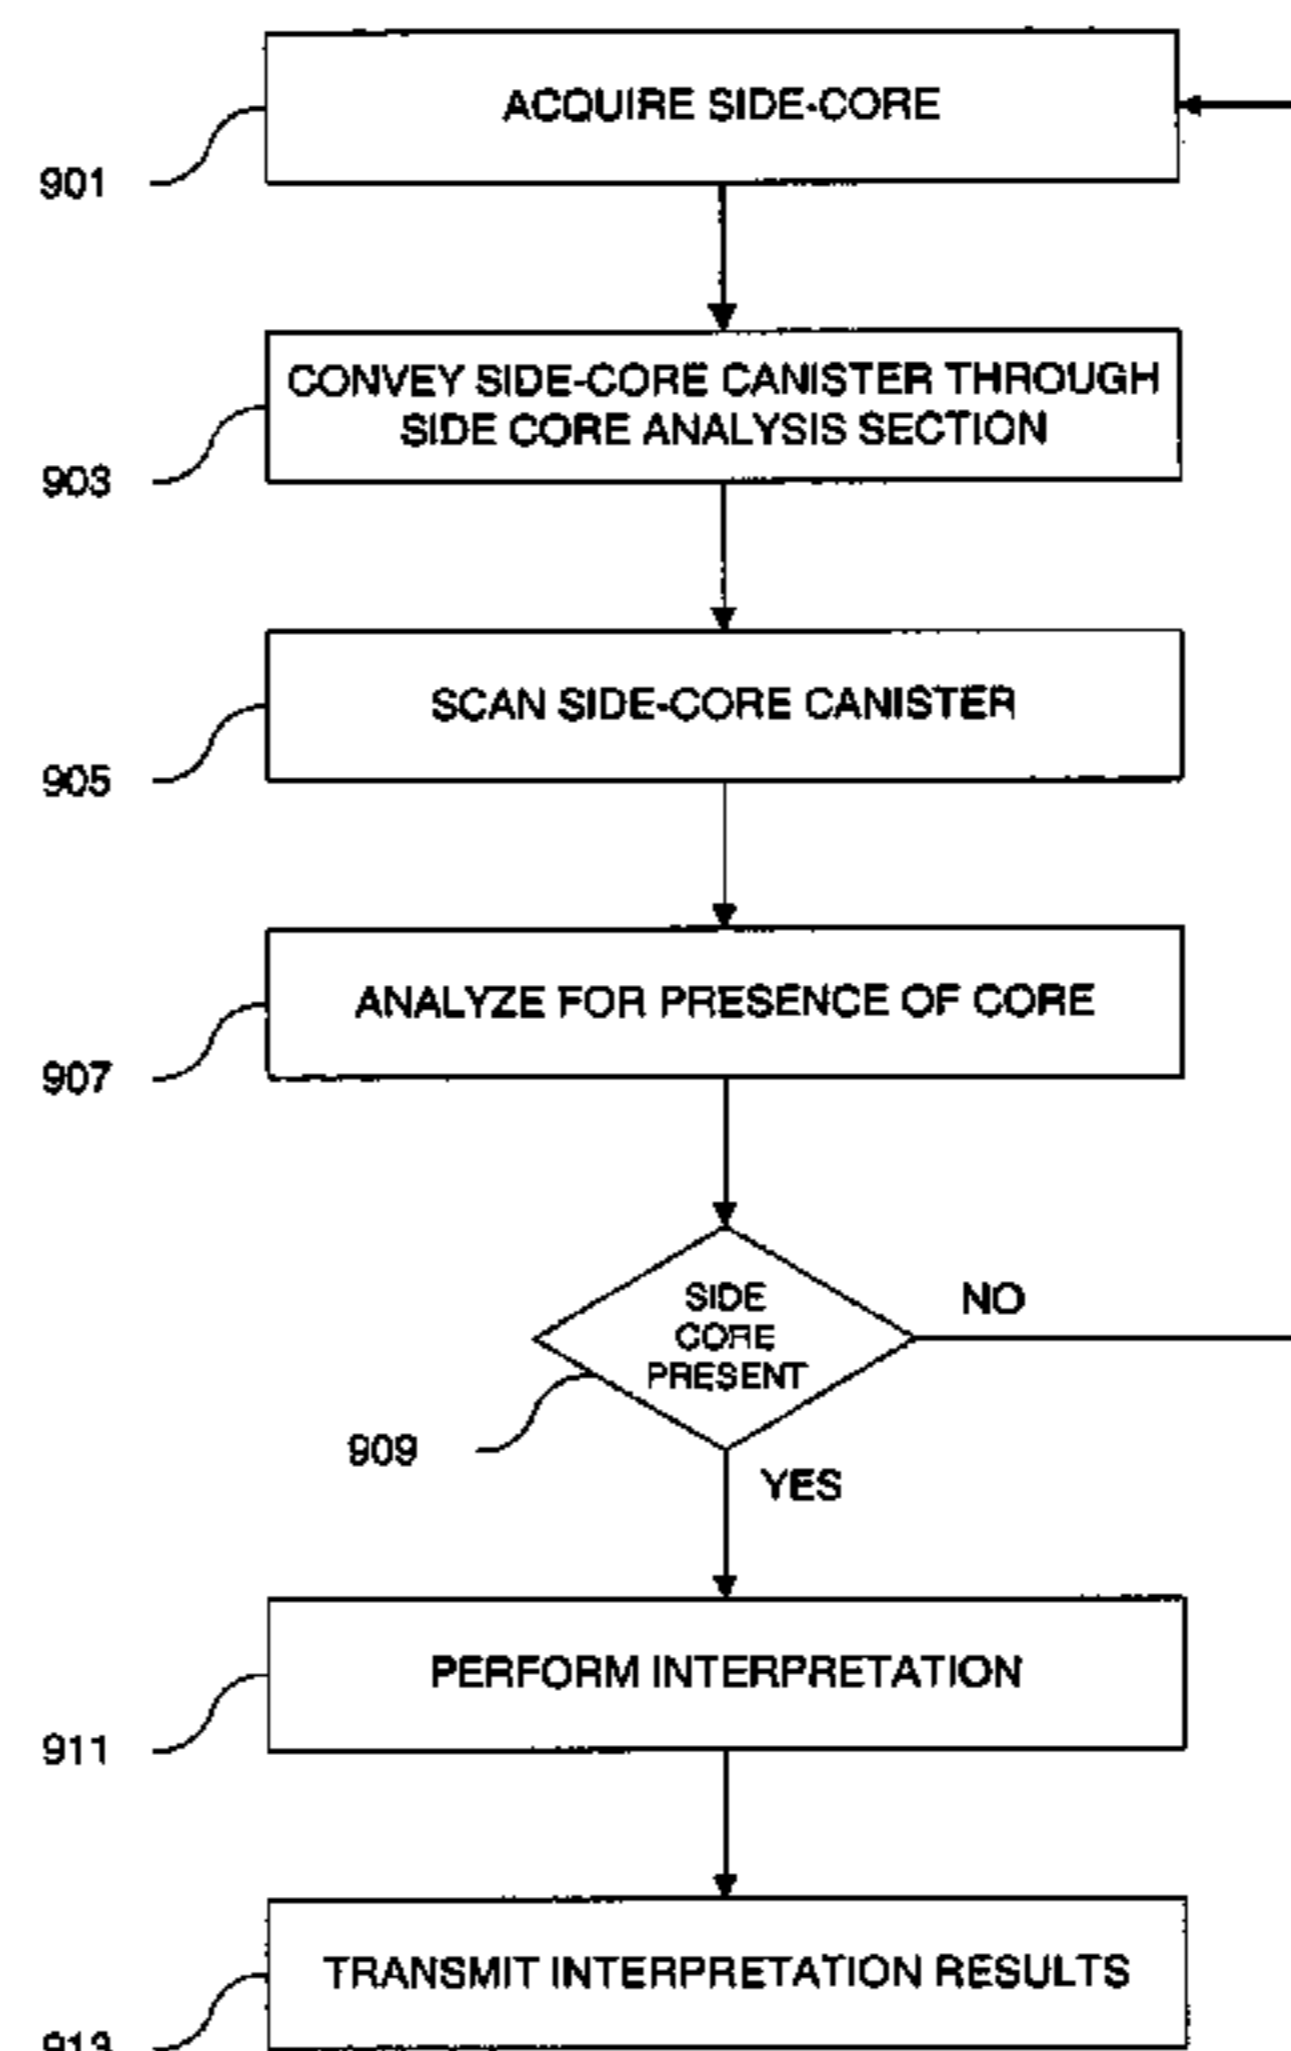 ACQUIRE SIDE-CORE
901
CONVEY SIDE-CORE CANISTER THROUGH
SIDE CORE ANALYSIS SECTION
903
SCAN SIDE-CORE CANISTER
905
ANALYZE FOR PRESENCE OF CORE
907
SIDE
CORE
PRESENT
NO
909
YES
PERFORM INTERPRETATION
911
TRANSMIT INTERPRETATION RESULTS
913